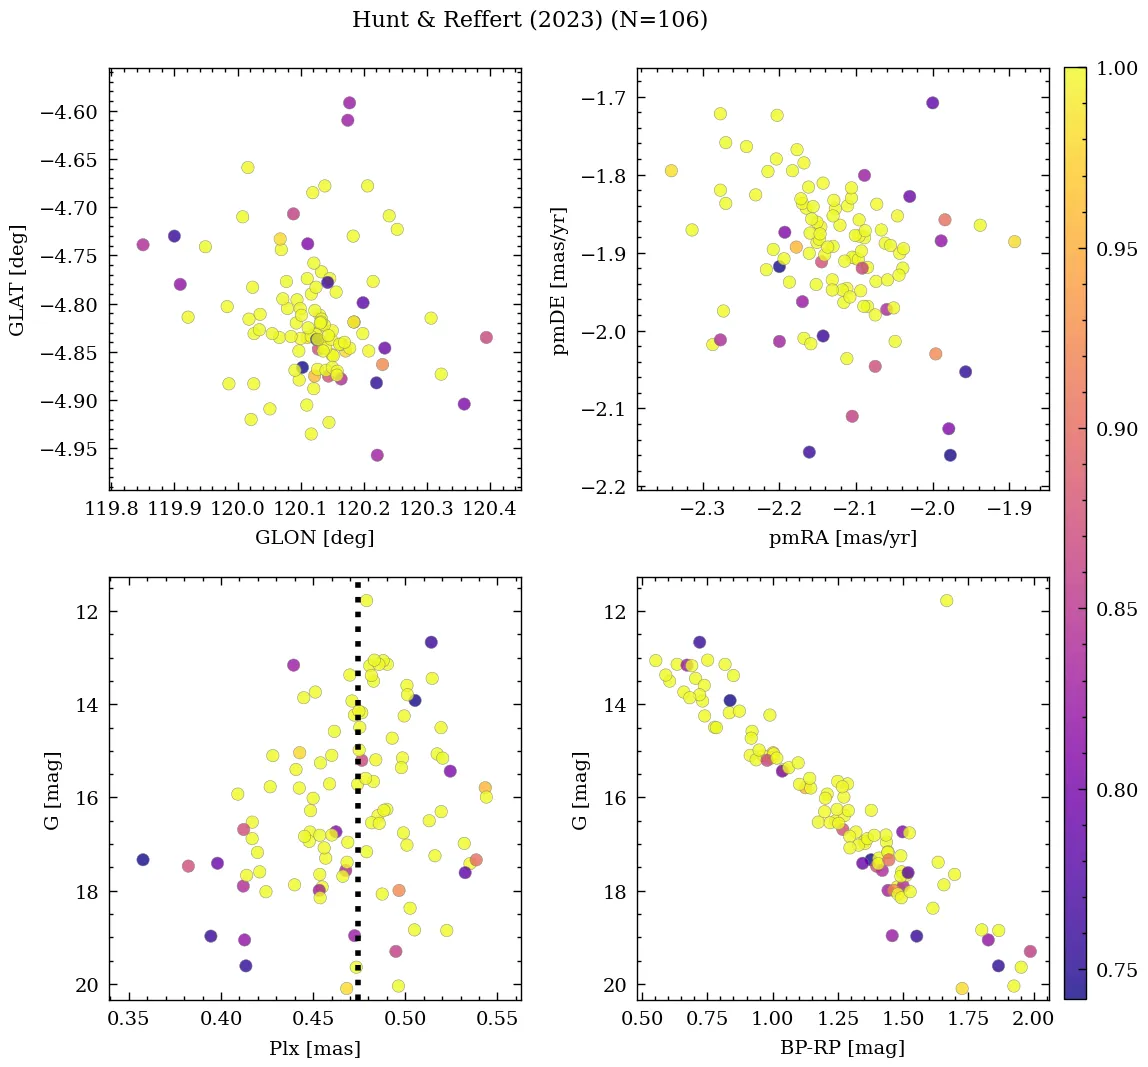 Hunt & Reffert (2023) (N=106)
−4.60
−4.65
−4.70
−4.75
−4.80
−4.85
−4.90
−4.95
GLAT [deg]
119.8 119.9 120.0 120.1 120.2 120.3 120.4
GLON [deg]
−1.7
−1.8
−1.9
−2.0
−2.1
−2.2
pmDE [mas/yr]
−2.3 −2.2 −2.1 −2.0 −1.9
pmRA [mas/yr]
1.00
0.95
0.90
0.85
0.80
0.75
12
14
16
18
20
G [mag]
0.35 0.40 0.45 0.50 0.55
Plx [mas]
12
14
16
18
20
G [mag]
0.50 0.75 1.00 1.25 1.50 1.75 2.00
BP-RP [mag]